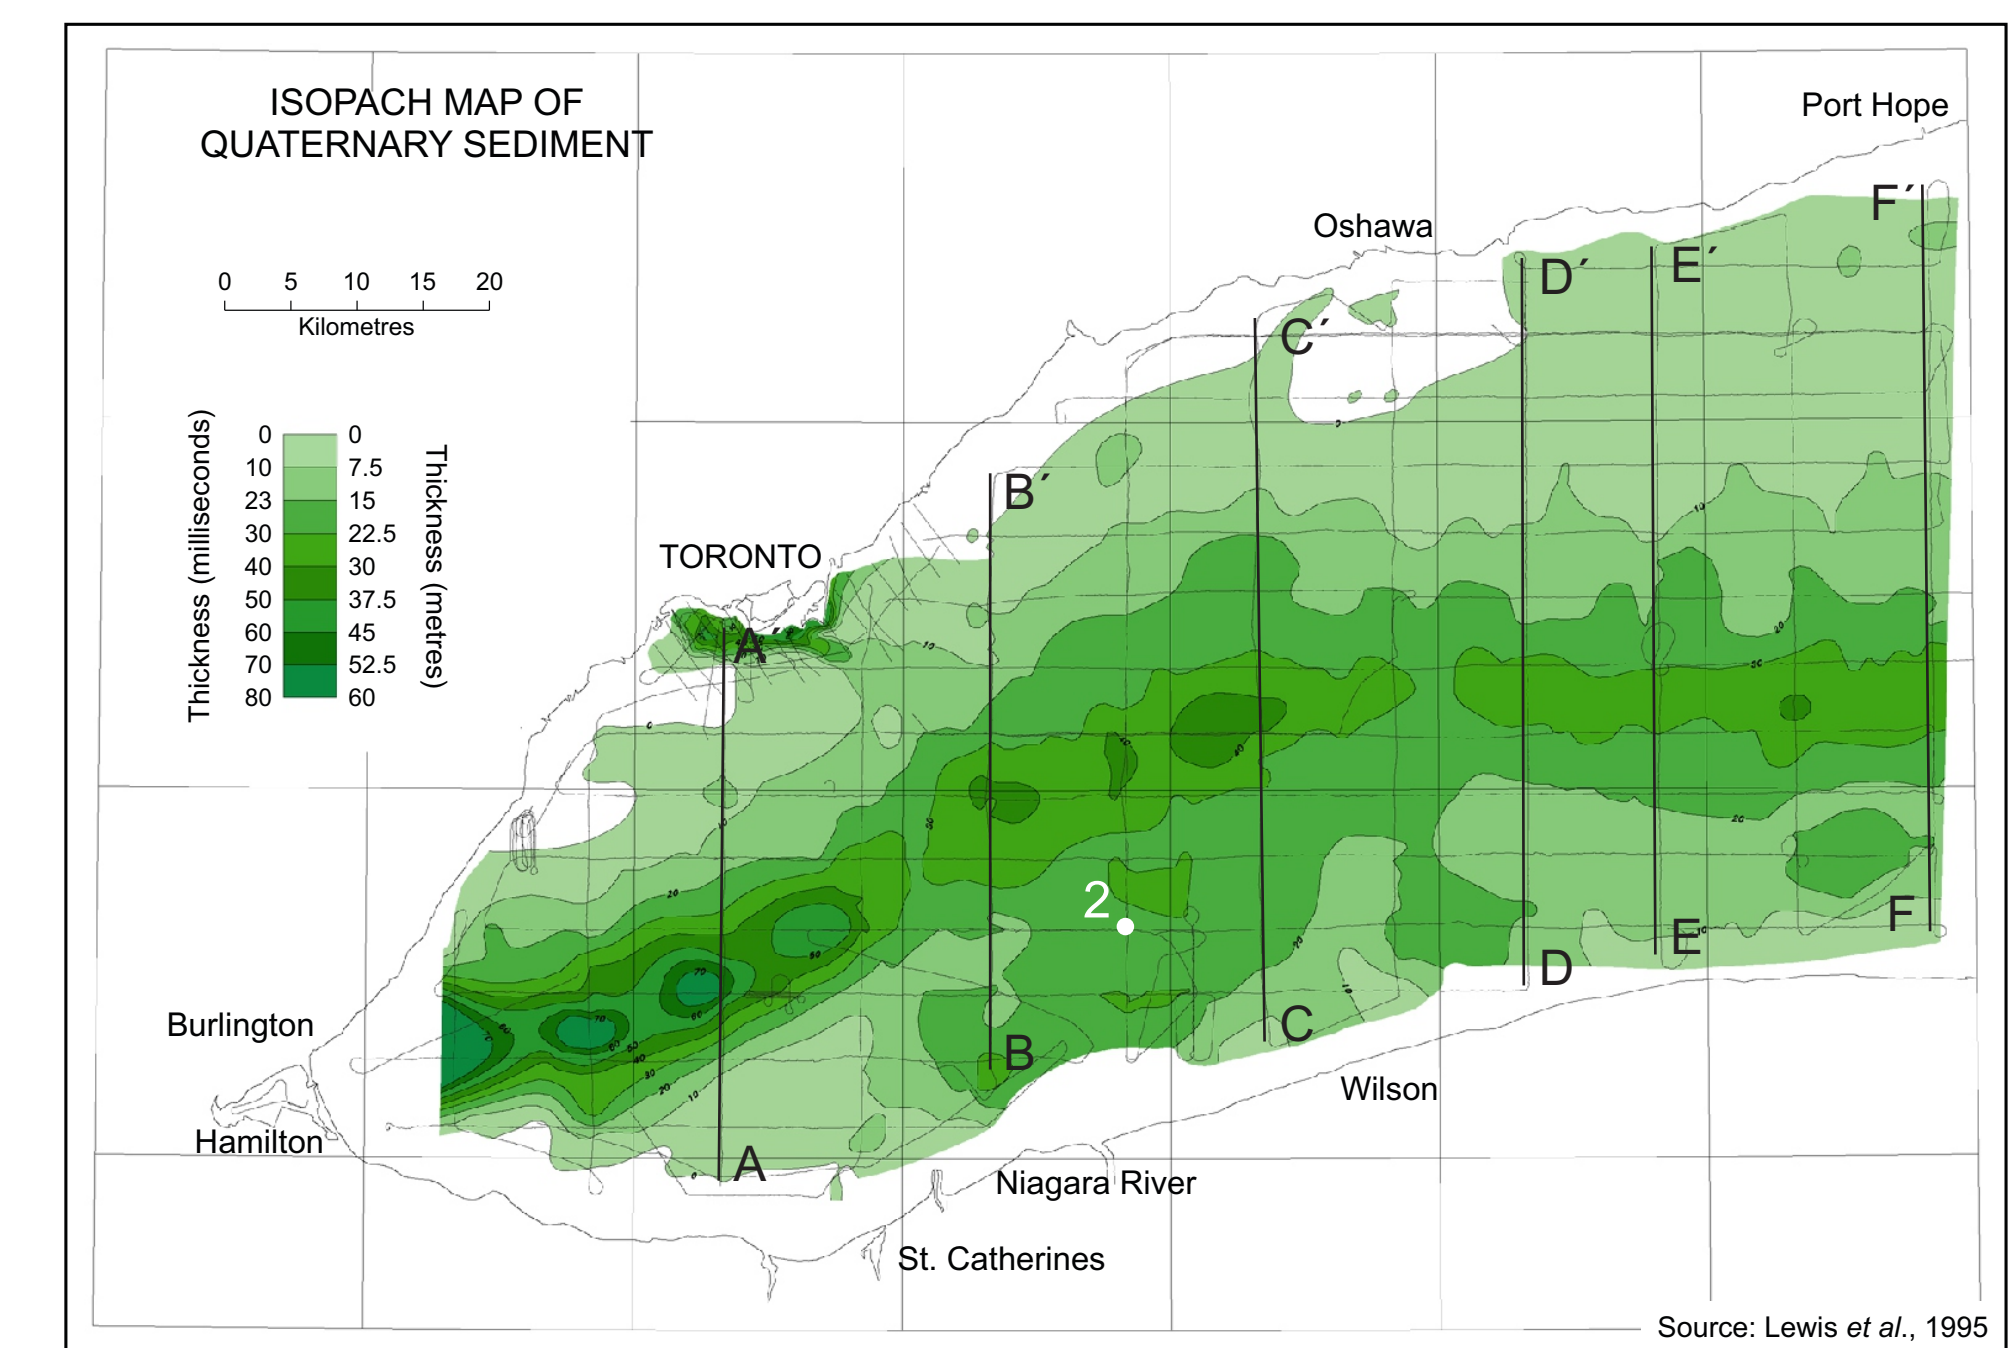 ISOPACH MAP OF
QUATERNARY SEDIMENT
Port Hope
Oshawa
F´
D´
E´
C´
B´
0 5 10 15 20
Kilometres
Thickness (milliseconds)
0 0
10 7.5
23 15
30 22.5
40 30
50 37.5
60 45
70 52.5
80 60
Thickness (metres)
TORONTO
A´
2
F
E
D
C
B
A
Burlington
Hamilton
Wilson
Niagara River
St. Catherines
Source: Lewis et al., 1995